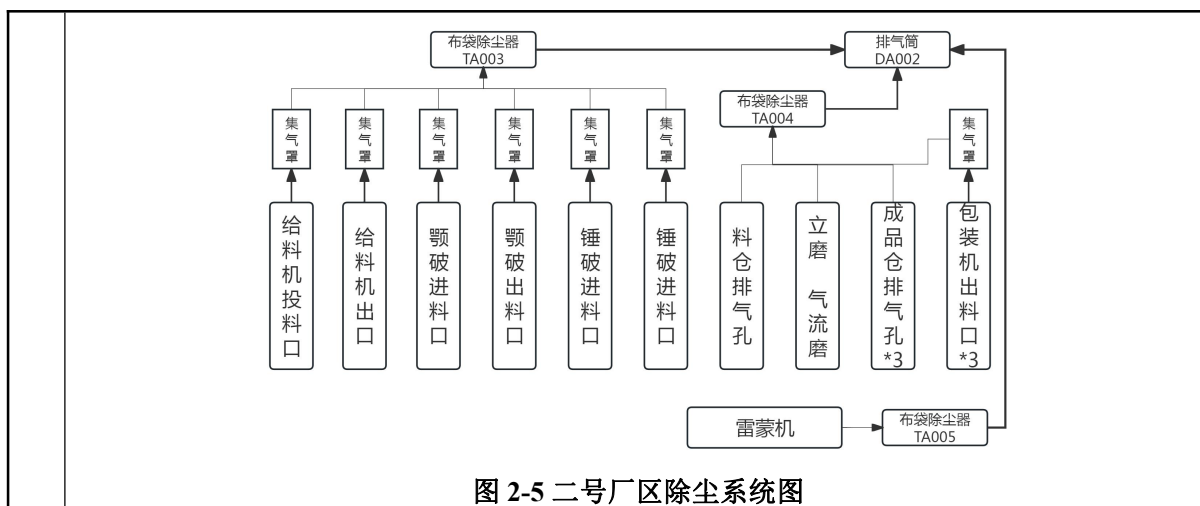 布袋除尘器
TA003
排气筒
DA002
布袋除尘器
TA004
集气罩
集气罩
集气罩
集气罩
集气罩
集气罩
集气罩
给料机投料口
给料机出口
颚破进料口
颚破出料口
锤破进料口
锤破进料口
料仓排气孔
立磨 气流磨
成品仓排气孔*3
包装机出料口*3
雷蒙机
布袋除尘器
TA005
图 2-5 二号厂区除尘系统图